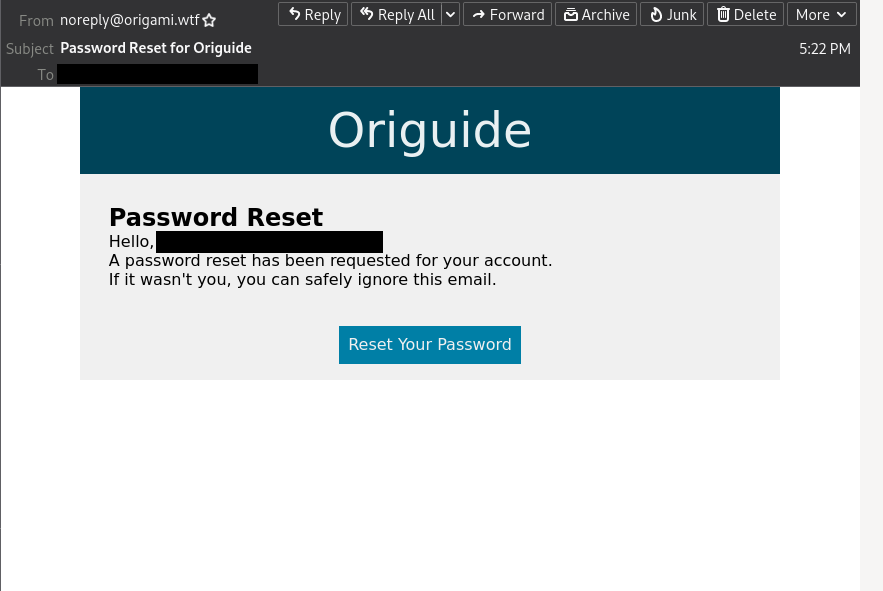 From noreply@origami.wtf
Reply Reply All Forward Archive Junk Delete More
Subject Password Reset for Origuide
5:22 PM
To
Origuide
Password Reset
Hello,
A password reset has been requested for your account.
If it wasn't you, you can safely ignore this email.
Reset Your Password